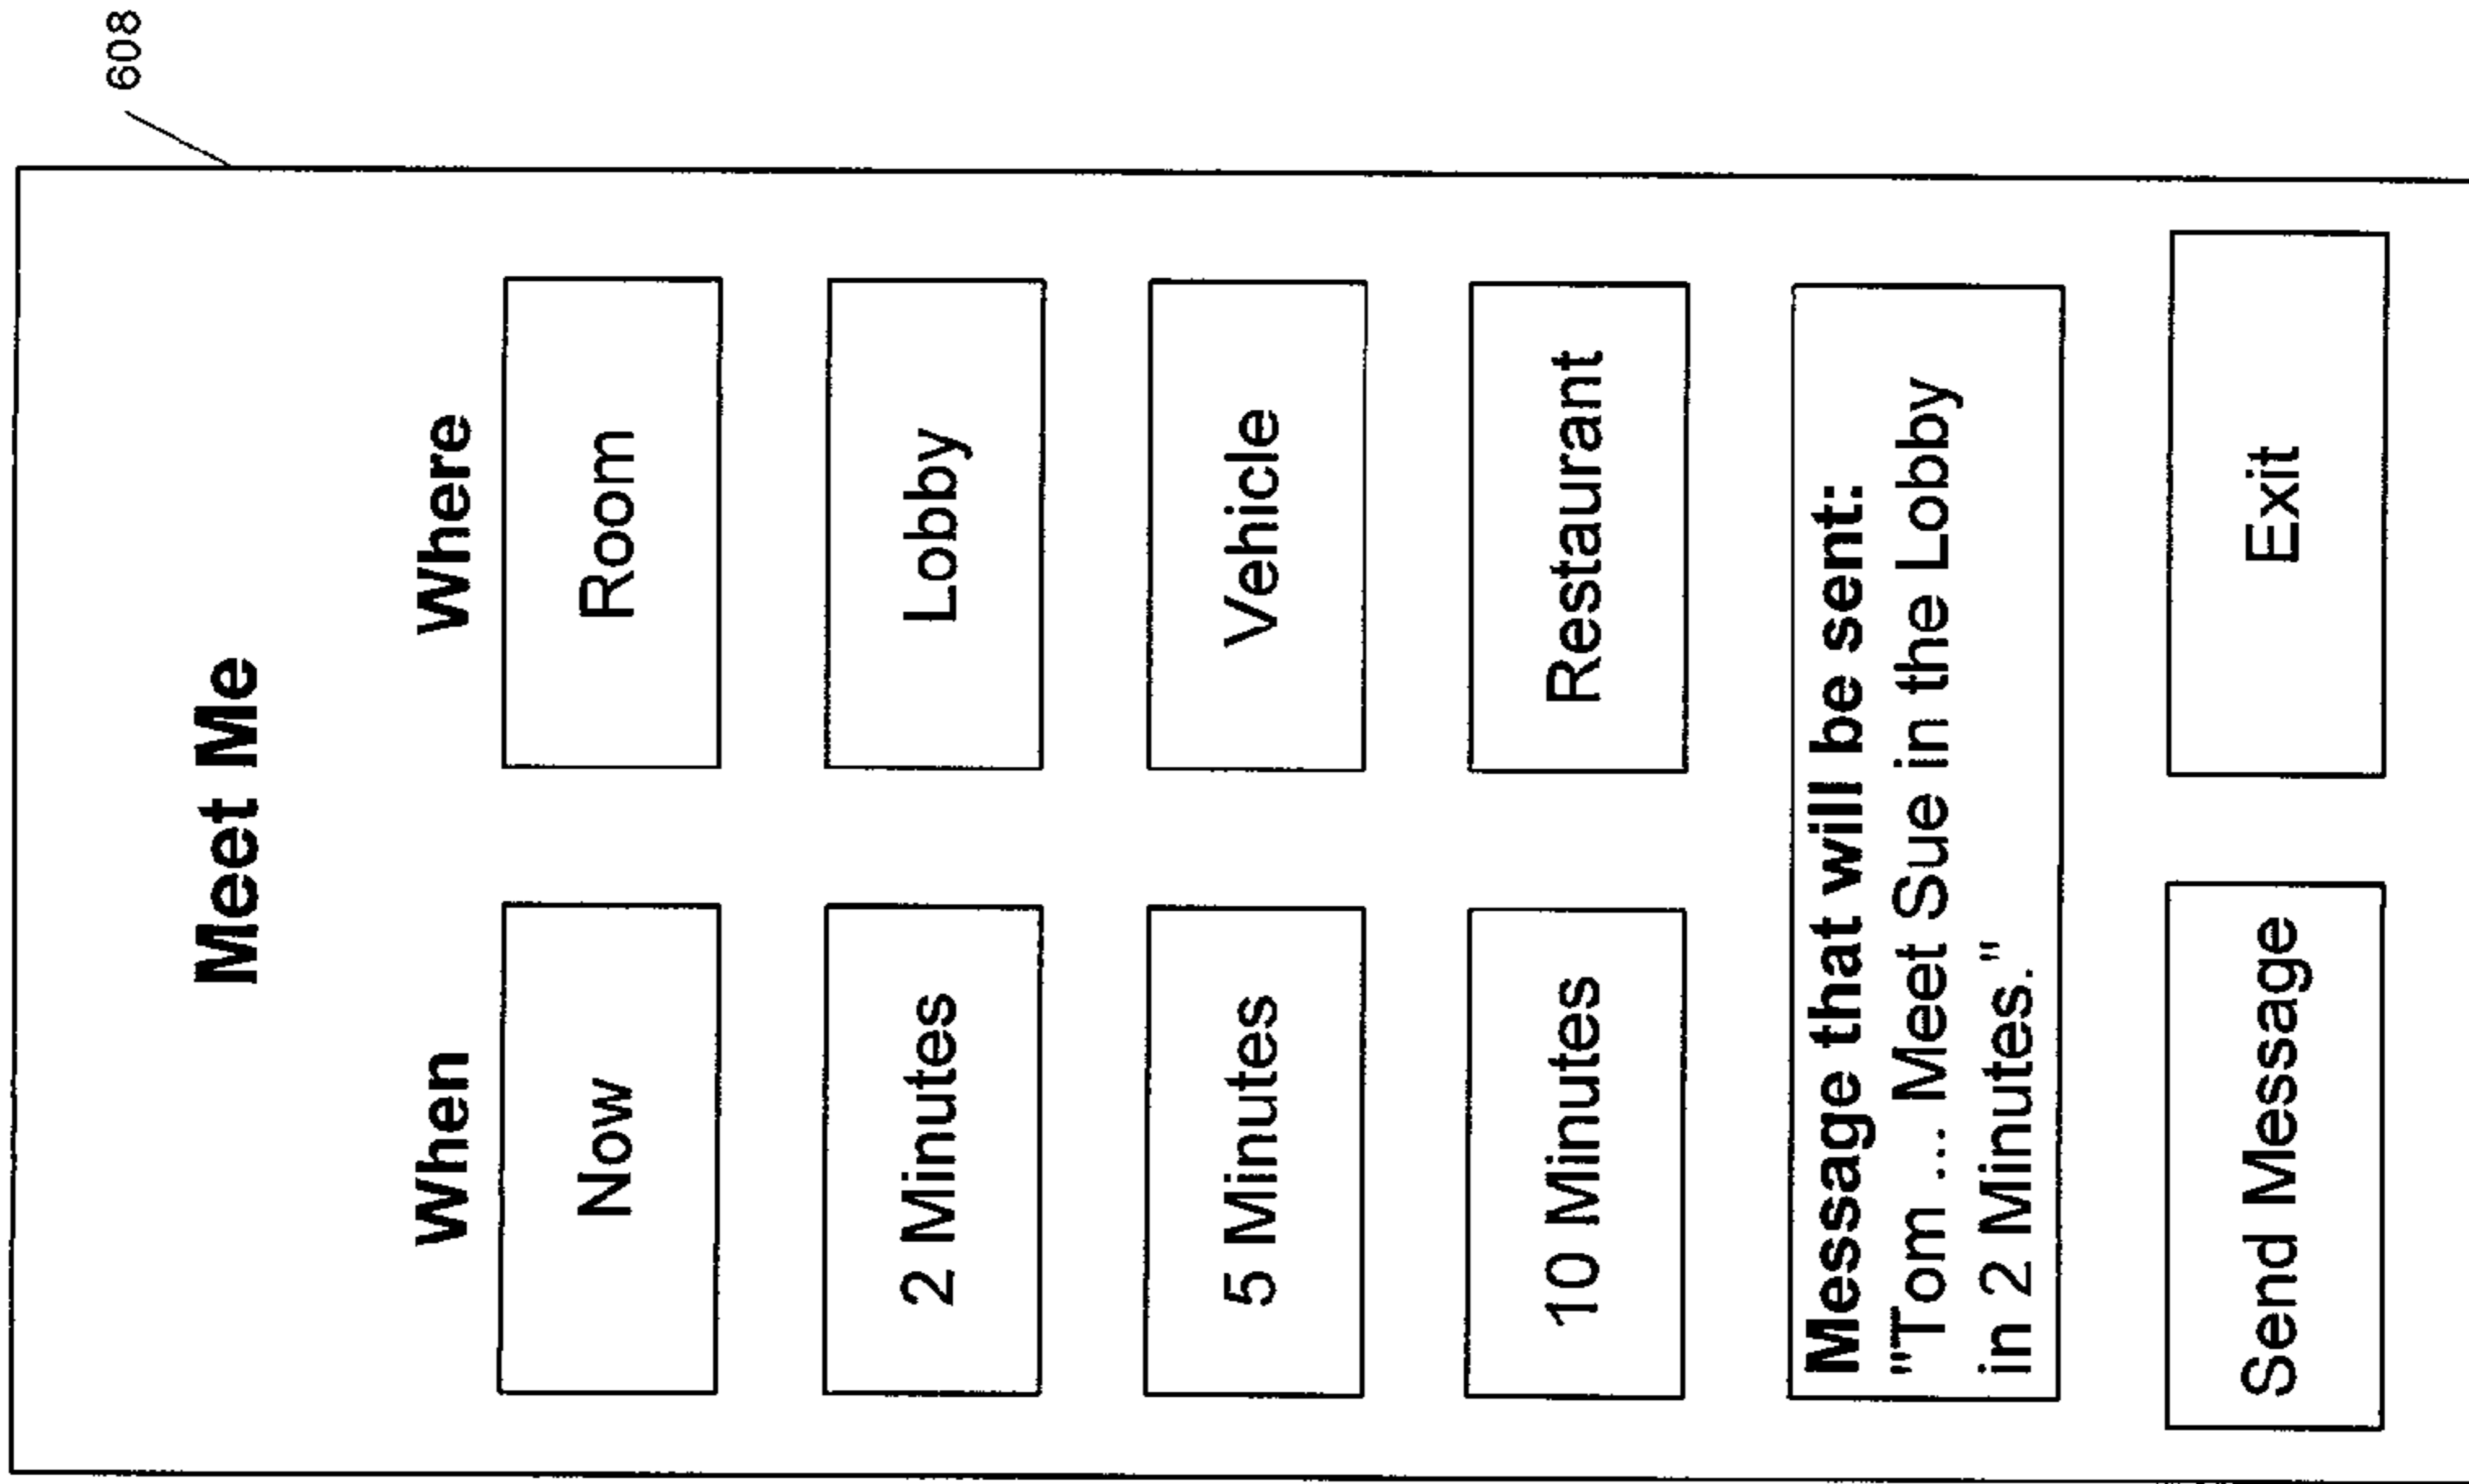 608
Meet Me
When Where
Now Room
2 Minutes Lobby
5 Minutes Vehicle
10 Minutes Restaurant
Message that will be sent:
"Tom ... Meet Sue in the Lobby
in 2 Minutes."
Send Message Exit